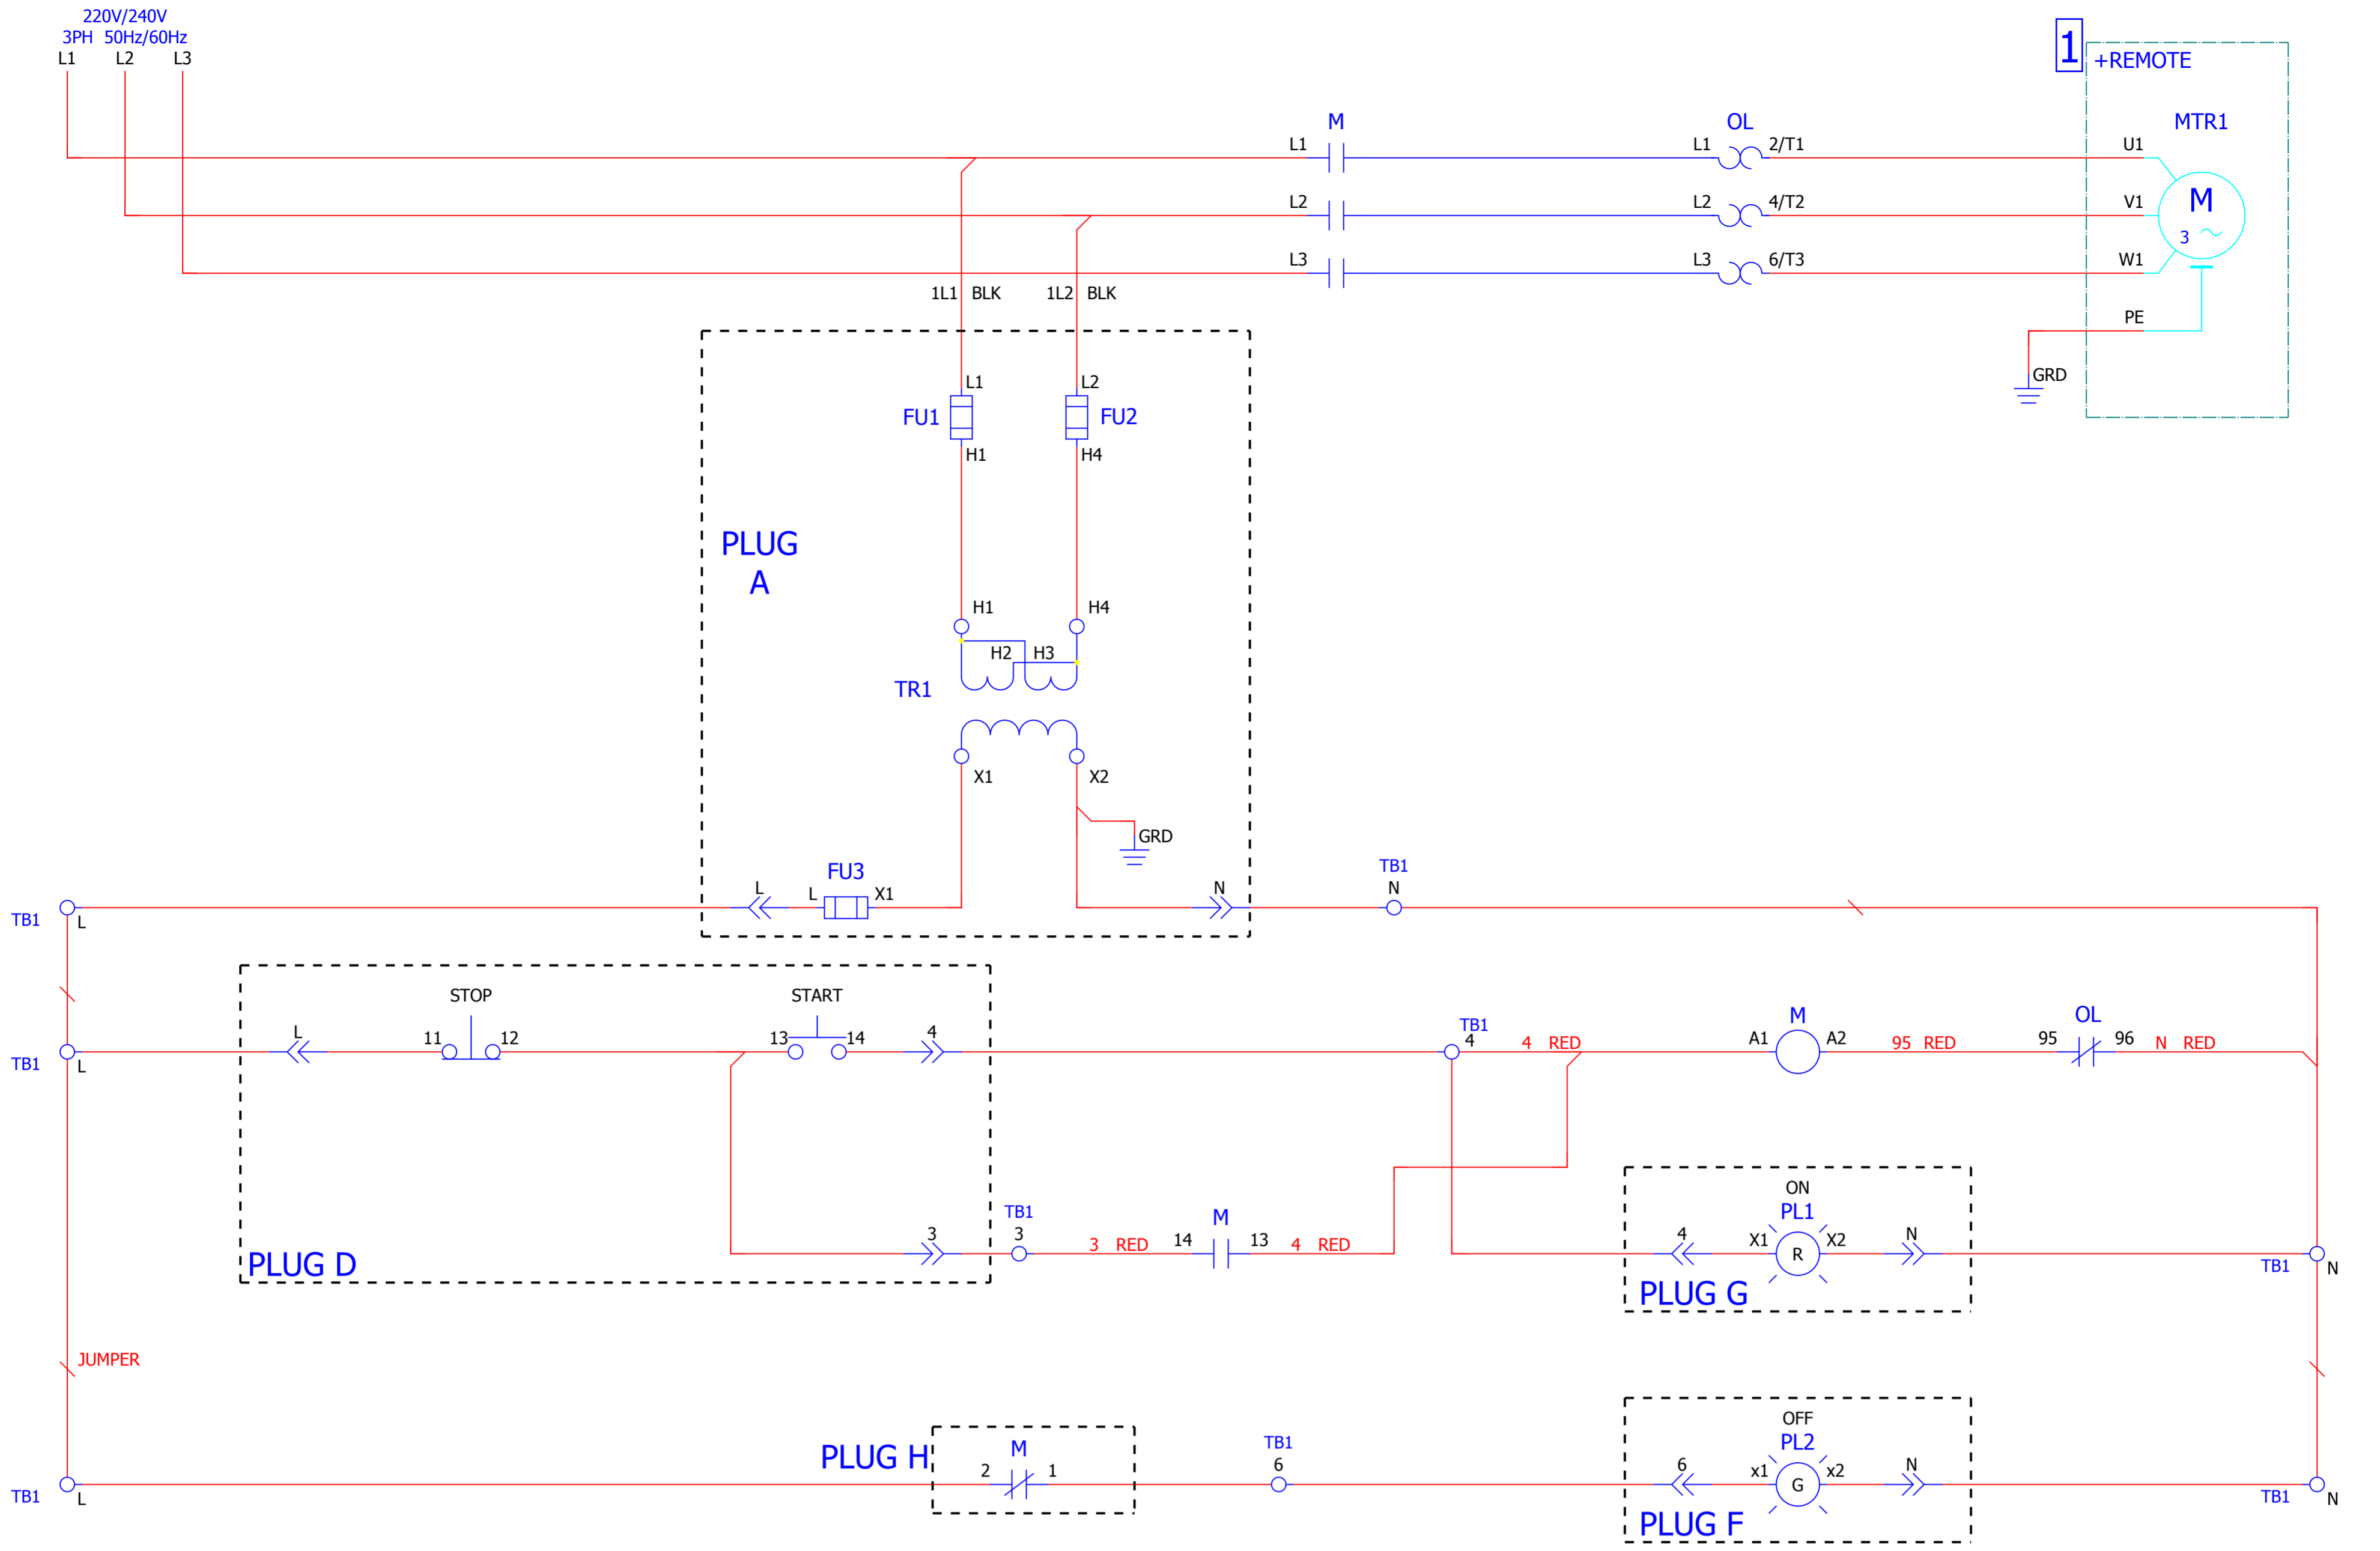 220V/240V
3PH 50Hz/60Hz
L1 L2 L3
1
+REMOTE
M
OL
MTR1
L1
L1
2/T1
U1
L2
L2
4/T2
V1
M
3
L3
L3
6/T3
W1
1L1 BLK
1L2 BLK
PE
GRD
L1
L2
FU1
FU2
H1
H4
PLUG
A
H1
H4
H2
H3
TR1
X1
X2
GRD
FU3
TB1
L
L
X1
N
N
TB1
L
STOP
START
TB1
M
OL
L
11
12
13
14
4
4
4 RED
A1
A2
95 RED
95
96
N RED
TB1
L
ON
PL1
TB1
M
3
3
3 RED
14
13
4 RED
4
X1
R
X2
N
PLUG D
PLUG G
TB1
N
JUMPER
OFF
PL2
PLUG H
M
TB1
2
1
6
6
x1
G
x2
N
TB1
L
PLUG F
TB1
N